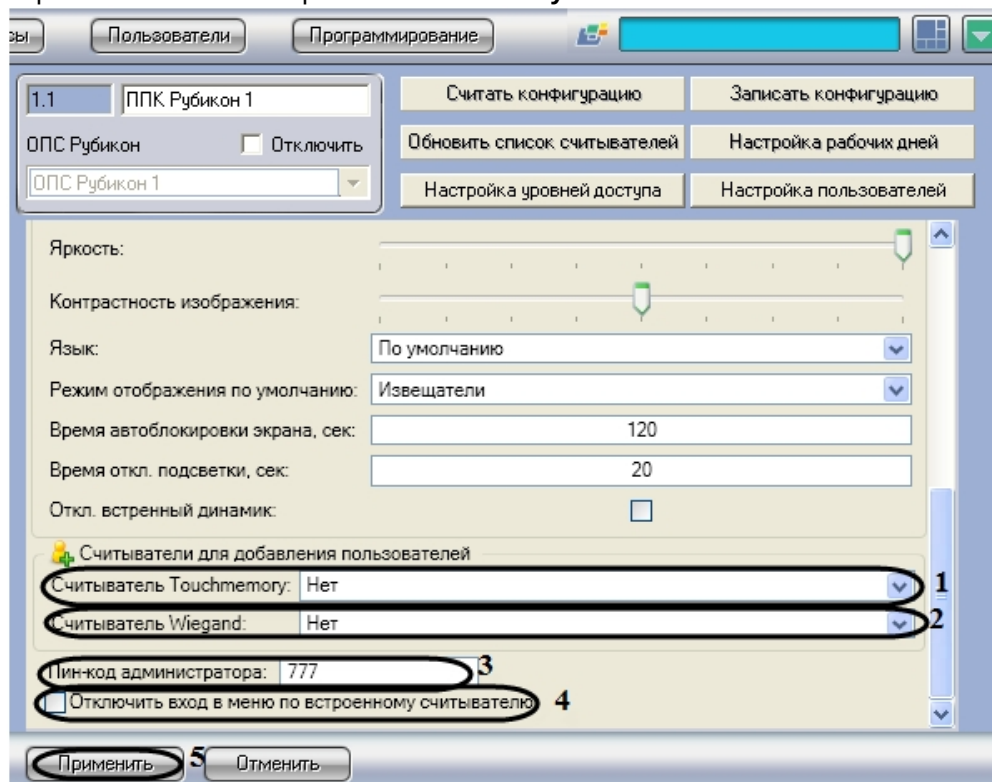 сы Пользователи Программирование
1.1 ППК Рубикон 1 Считать конфигурацию Записать конфигурацию
ОПС Рубикон Отключить Обновить список считывателей Настройка рабочих дней
ОПС Рубикон 1 Настройка уровней доступа Настройка пользователей
Яркость:
Контрастность изображения:
Язык: По умолчанию
Режим отображения по умолчанию: Извещатели
Время автоблокировки экрана, сек: 120
Время откл. подсветки, сек: 20
Откл. встренный динамик:
Считыватели для добавления пользователей
Считыватель Touchmemory: Нет 1
Считыватель Wiegand: Нет 2
Пин-код администратора: 777 3
Отключить вход в меню по встроенному считывателю 4
Применить 5 Отменить